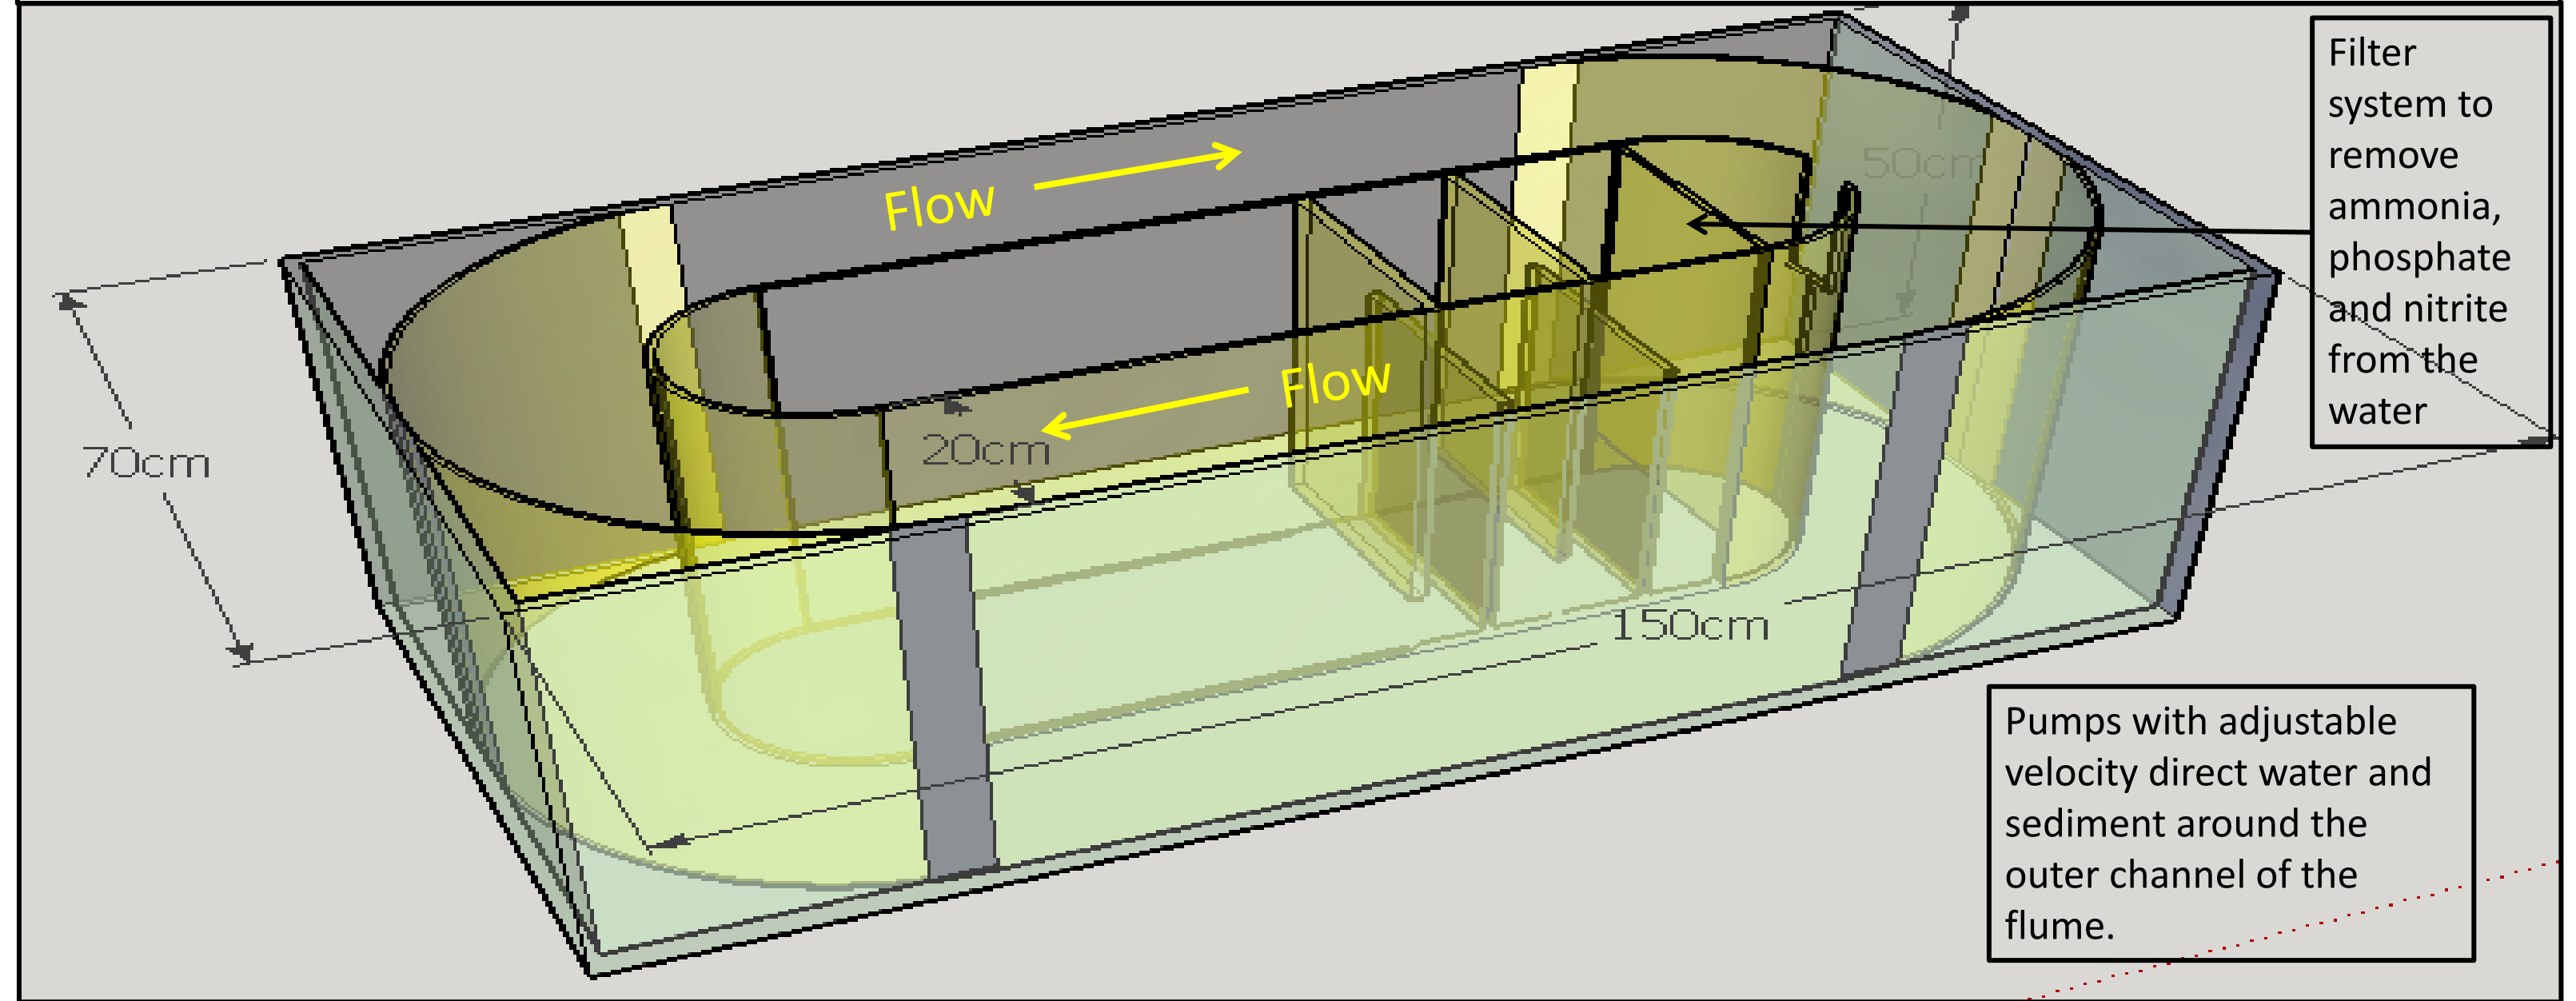 Filter
system to
remove
ammonia,
phosphate
and nitrite
from the
water
50cm
Flow
Flow
20cm
70cm
150cm
Pumps with adjustable
velocity direct water and
sediment around the
outer channel of the
flume.